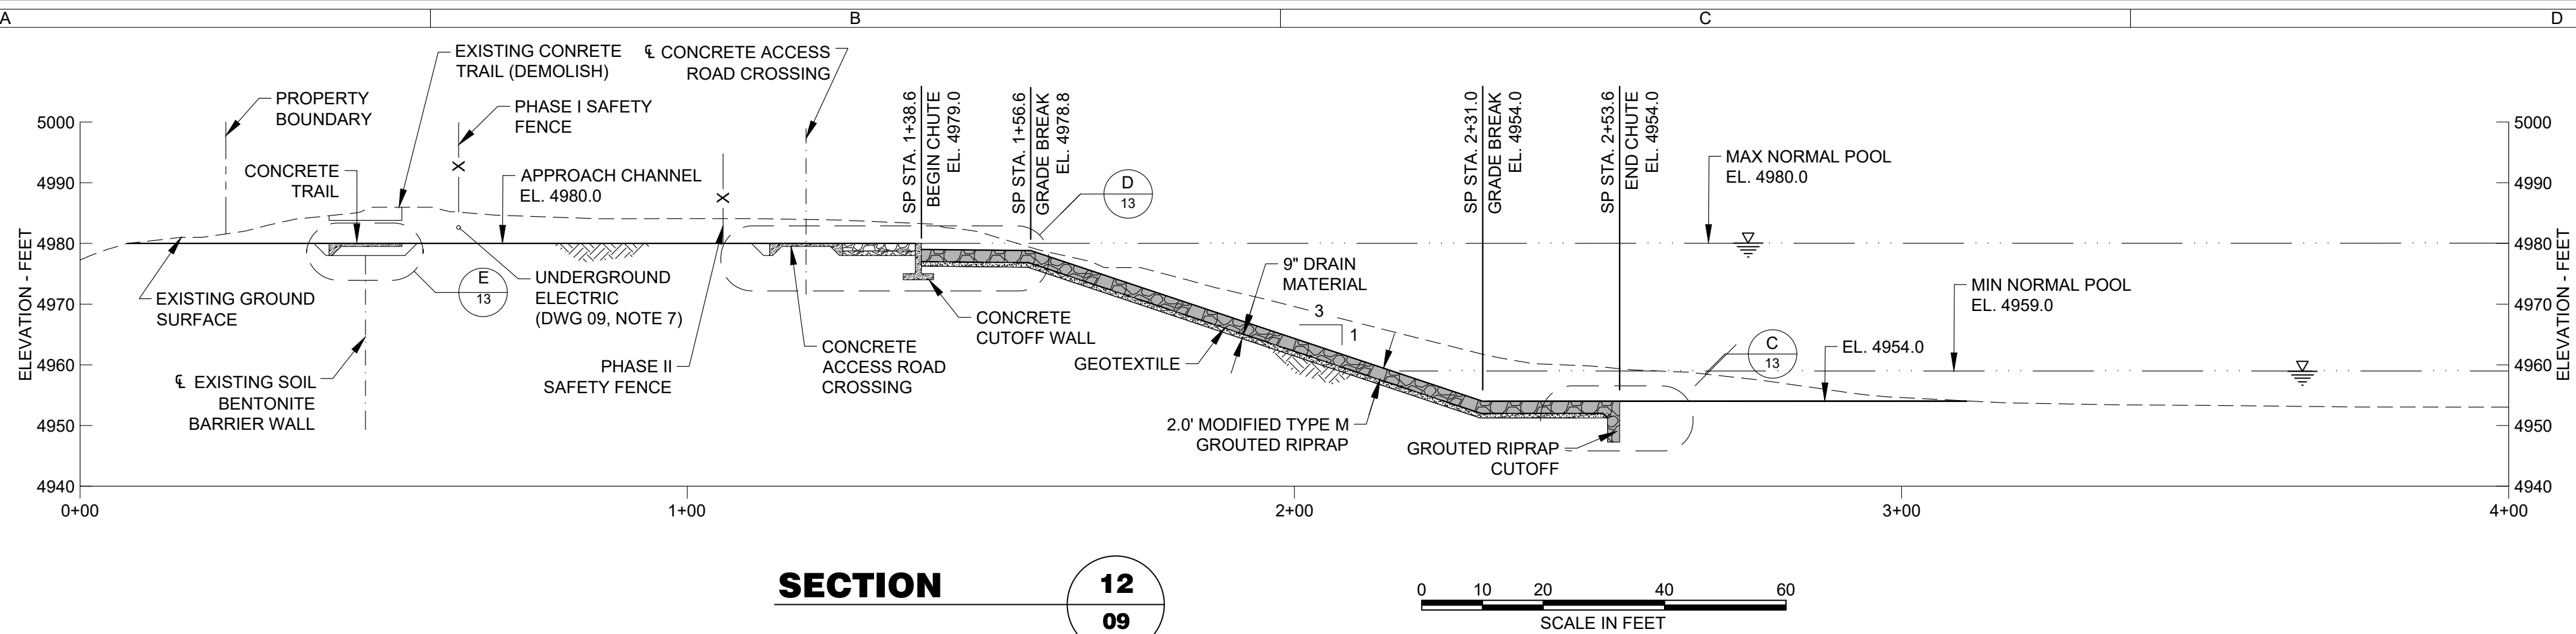 A
B
C
D
EXISTING CONRETE
TRAIL (DEMOLISH)
℄ CONCRETE ACCESS
ROAD CROSSING
PROPERTY
BOUNDARY
PHASE I SAFETY
FENCE
CONCRETE
TRAIL
APPROACH CHANNEL
EL. 4980.0
X
X
SP STA. 1+38.6
BEGIN CHUTE
EL. 4979.0
SP STA. 1+56.6
GRADE BREAK
EL. 4978.8
D
13
SP STA. 2+31.0
GRADE BREAK
EL. 4954.0
SP STA. 2+53.6
END CHUTE
EL. 4954.0
MAX NORMAL POOL
EL. 4980.0
MIN NORMAL POOL
EL. 4959.0
5000
4990
4980
4970
4960
4950
4940
ELEVATION - FEET
5000
4990
4980
4970
4960
4950
4940
ELEVATION - FEET
EXISTING GROUND
SURFACE
E
13
UNDERGROUND
ELECTRIC
(DWG 09, NOTE 7)
℄ EXISTING SOIL
BENTONITE
BARRIER WALL
PHASE II
SAFETY FENCE
CONCRETE
ACCESS ROAD
CROSSING
CONCRETE
CUTOFF WALL
9" DRAIN
MATERIAL
3
1
GEOTEXTILE
2.0' MODIFIED TYPE M
GROUTED RIPRAP
GROUTED RIPRAP
CUTOFF
C
13
EL. 4954.0
0+00
1+00
2+00
3+00
4+00
SECTION
12
09
0 10 20 40 60
SCALE IN FEET